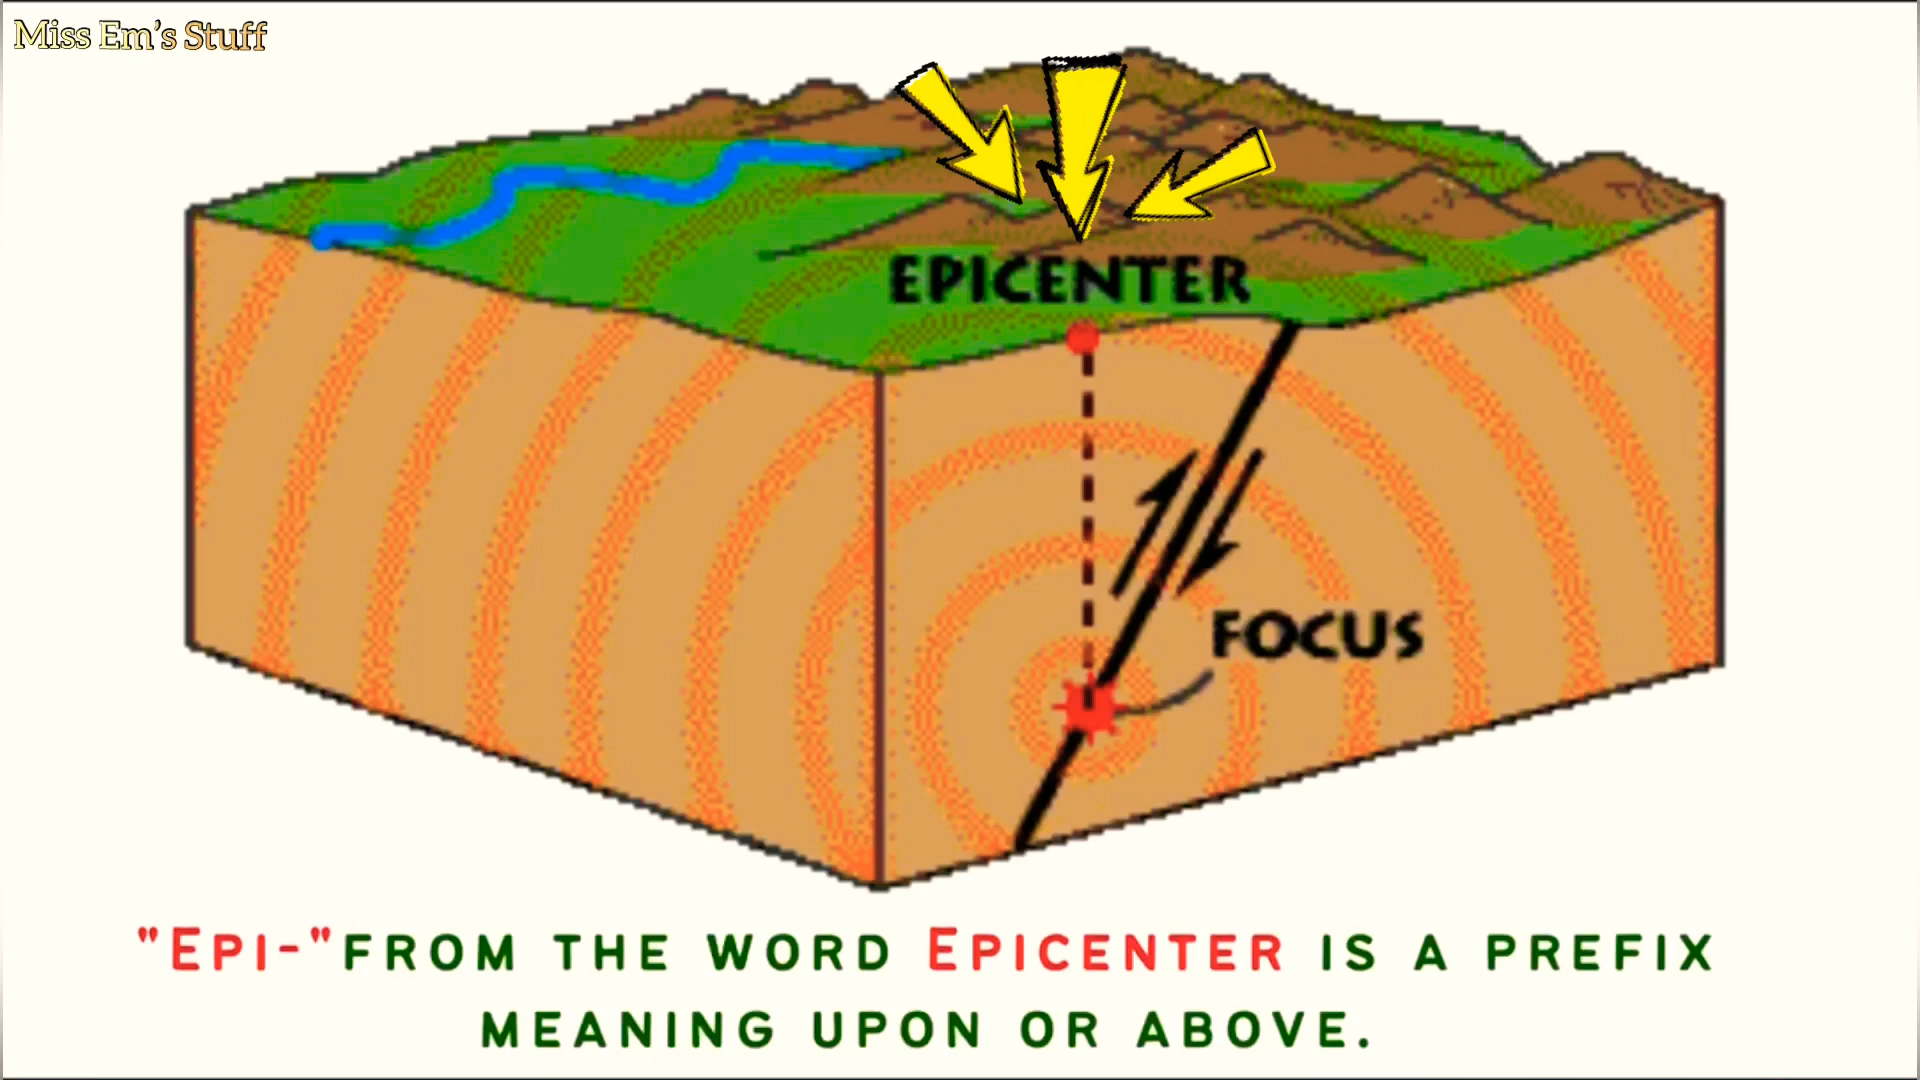 Miss Em's Stuff
EPICENTER
FOCUS
"EPI-"FROM THE WORD EPICENTER IS A PREFIX
MEANING UPON OR ABOVE.